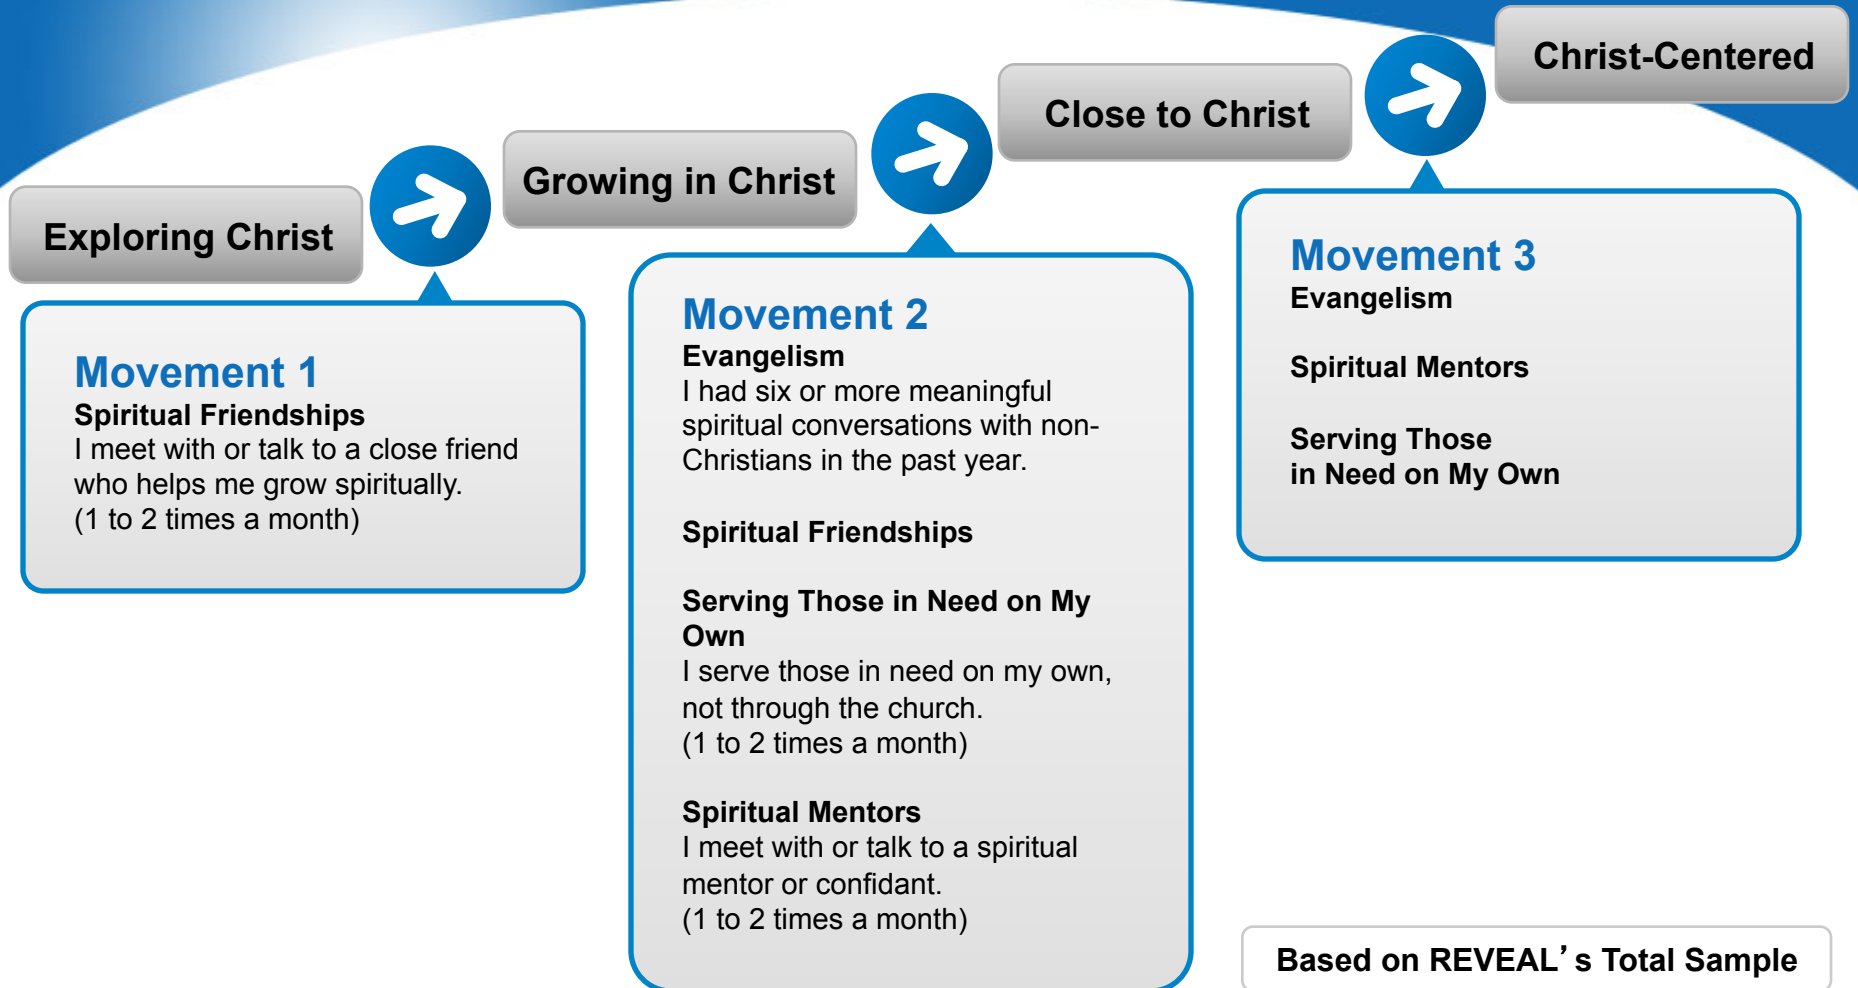 Christ-Centered
Close to Christ
Growing in Christ
Exploring Christ
Movement 1
Spiritual Friendships
I meet with or talk to a close friend
who helps me grow spiritually.
(1 to 2 times a month)
Movement 2
Evangelism
I had six or more meaningful
spiritual conversations with non-
Christians in the past year.
Spiritual Friendships
Serving Those in Need on My
Own
I serve those in need on my own,
not through the church.
(1 to 2 times a month)
Spiritual Mentors
I meet with or talk to a spiritual
mentor or confidant.
(1 to 2 times a month)
Movement 3
Evangelism
Spiritual Mentors
Serving Those
in Need on My Own
Based on REVEAL’s Total Sample